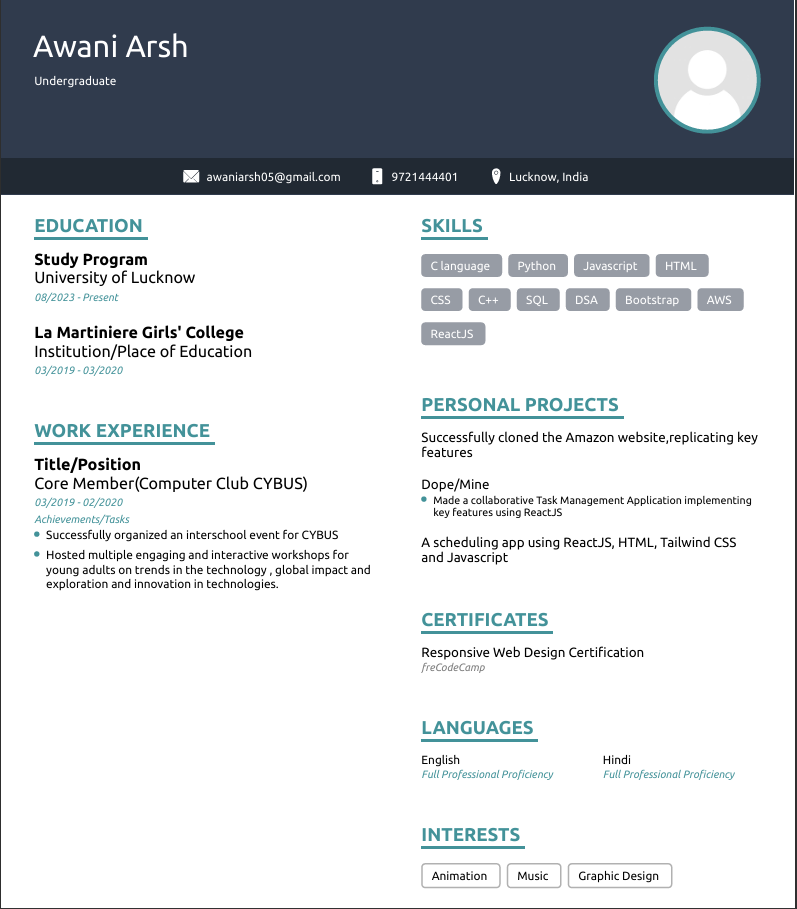 Awani Arsh
Undergraduate
awaniarsh05@gmail.com 9721444401 Lucknow, India
EDUCATION
Study Program
University of Lucknow
08/2023 - Present
La Martiniere Girls' College
Institution/Place of Education
03/2019 - 03/2020
WORK EXPERIENCE
Title/Position
Core Member(Computer Club CYBUS)
03/2019 - 02/2020
Achievements/Tasks
Successfully organized an interschool event for CYBUS
Hosted multiple engaging and interactive workshops for
young adults on trends in the technology , global impact and
exploration and innovation in technologies.
SKILLS
C language Python Javascript HTML
CSS C++ SQL DSA Bootstrap AWS
ReactJS
PERSONAL PROJECTS
Successfully cloned the Amazon website,replicating key
features
Dope/Mine
Made a collaborative Task Management Application implementing
key features using ReactJS
A scheduling app using ReactJS, HTML, Tailwind CSS
and Javascript
CERTIFICATES
Responsive Web Design Certification
freCodeCamp
LANGUAGES
English Hindi
Full Professional Proficiency Full Professional Proficiency
INTERESTS
Animation Music Graphic Design